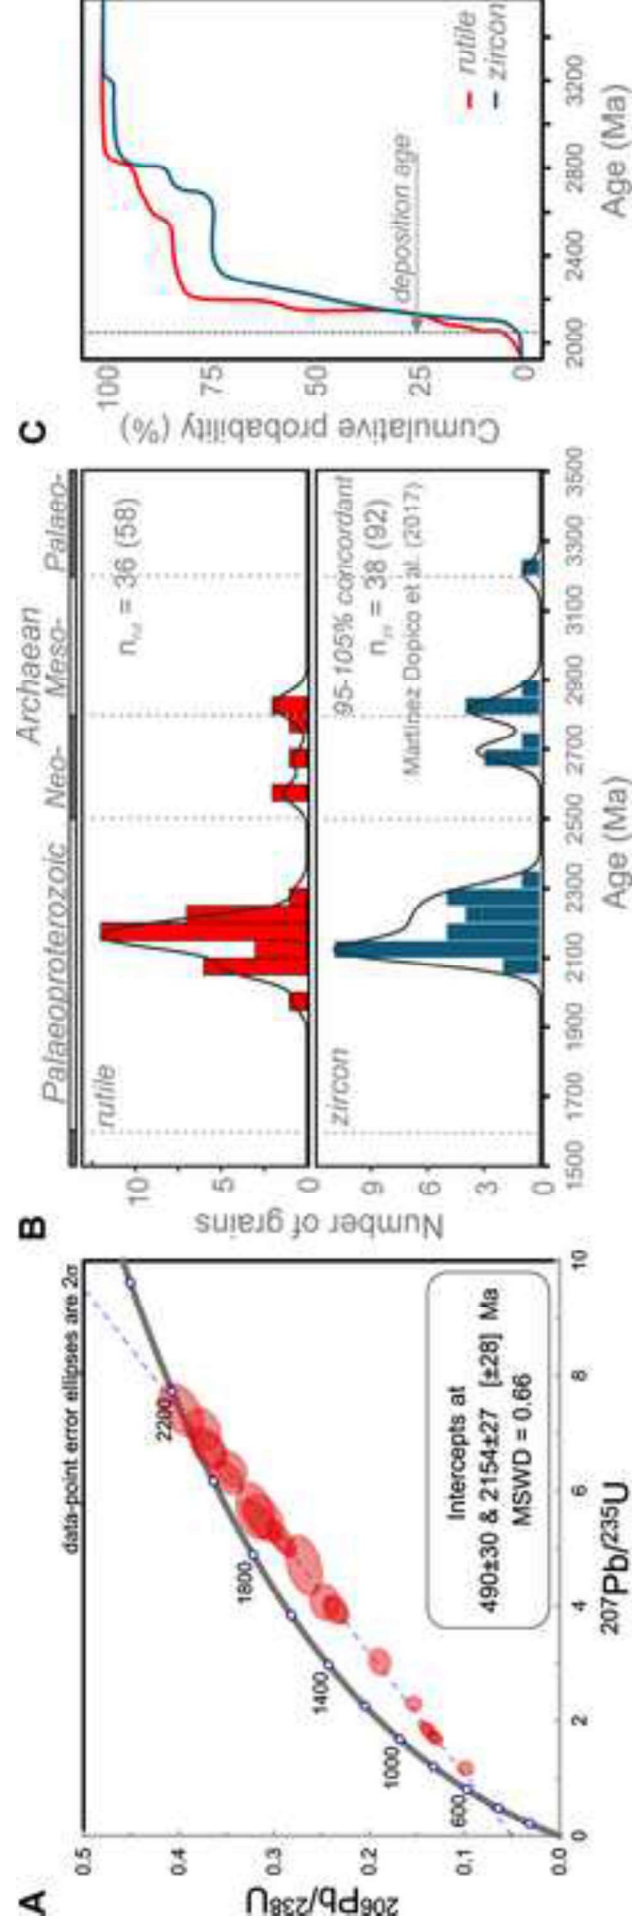 A
data-point error ellipses are 2σ
0.5
0.4
0.3
0.2
0.1
0.0
206Pb/238U
2200
1800
1400
1000
600
Intercepts at
490±30 & 2154±27 [±28] Ma
MSWD = 0.66
0 2 4 6 8 10
207Pb/235U
B
Palaeoproterozoic
Archaean
Neo- Meso- Palaeo-
rutile
nru = 36 (58)
10
5
0
Number of grains
zircon
95-105% concordant
nzr = 38 (92)
Martínez Dopico et al. (2017)
9
6
3
0
1500 1700 1900 2100 2300 2500 2700 2900 3100 3300 3500
Age (Ma)
C
100
75
50
25
0
Cumulative probability (%)
deposition age
rutile
zircon
2000 2400 2800 3200
Age (Ma)